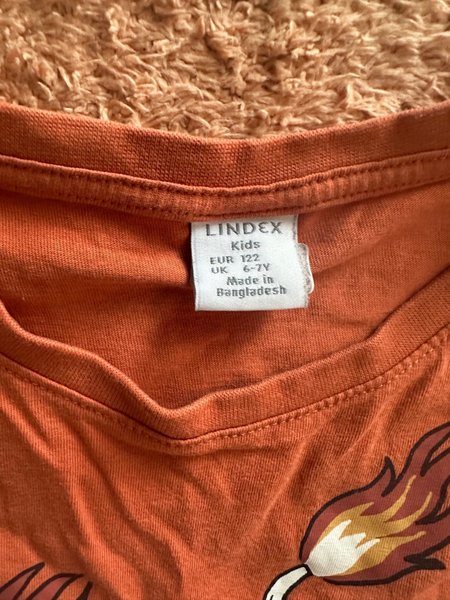 LINDEX
Kids
EUR 122
UK 6-7Y
Made in
Bangladesh